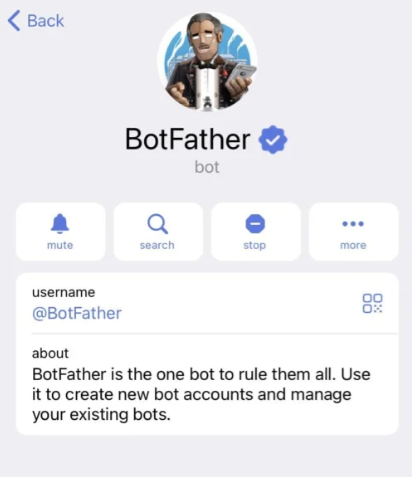 Back
BotFather
bot
mute
search
stop
more
username
@BotFather
about
BotFather is the one bot to rule them all. Use
it to create new bot accounts and manage
your existing bots.